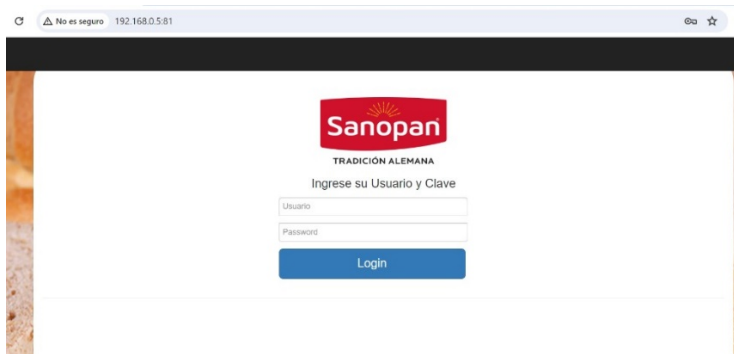 No es seguro 192.168.0.5:81
Sanopan
TRADICIÓN ALEMANA
Ingrese su Usuario y Clave
Usuario
Password
Login